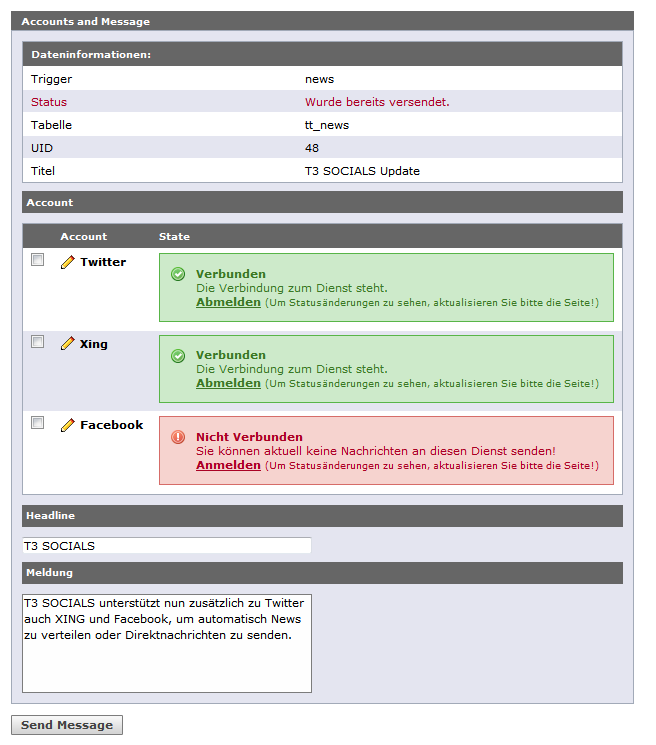 Accounts and Message
Dateninformationen:
Trigger news
Status Wurde bereits versendet.
Tabelle tt_news
UID 48
Titel T3 SOCIALS Update
Account
Account State
Twitter
Verbunden
Die Verbindung zum Dienst steht.
Abmelden (Um Statusänderungen zu sehen, aktualisieren Sie bitte die Seite!)
Xing
Verbunden
Die Verbindung zum Dienst steht.
Abmelden (Um Statusänderungen zu sehen, aktualisieren Sie bitte die Seite!)
Facebook
Nicht Verbunden
Sie können aktuell keine Nachrichten an diesen Dienst senden!
Anmelden (Um Statusänderungen zu sehen, aktualisieren Sie bitte die Seite!)
Headline
T3 SOCIALS
Meldung
T3 SOCIALS unterstützt nun zusätzlich zu Twitter
auch XING und Facebook, um automatisch News
zu verteilen oder Direktnachrichten zu senden.
Send Message